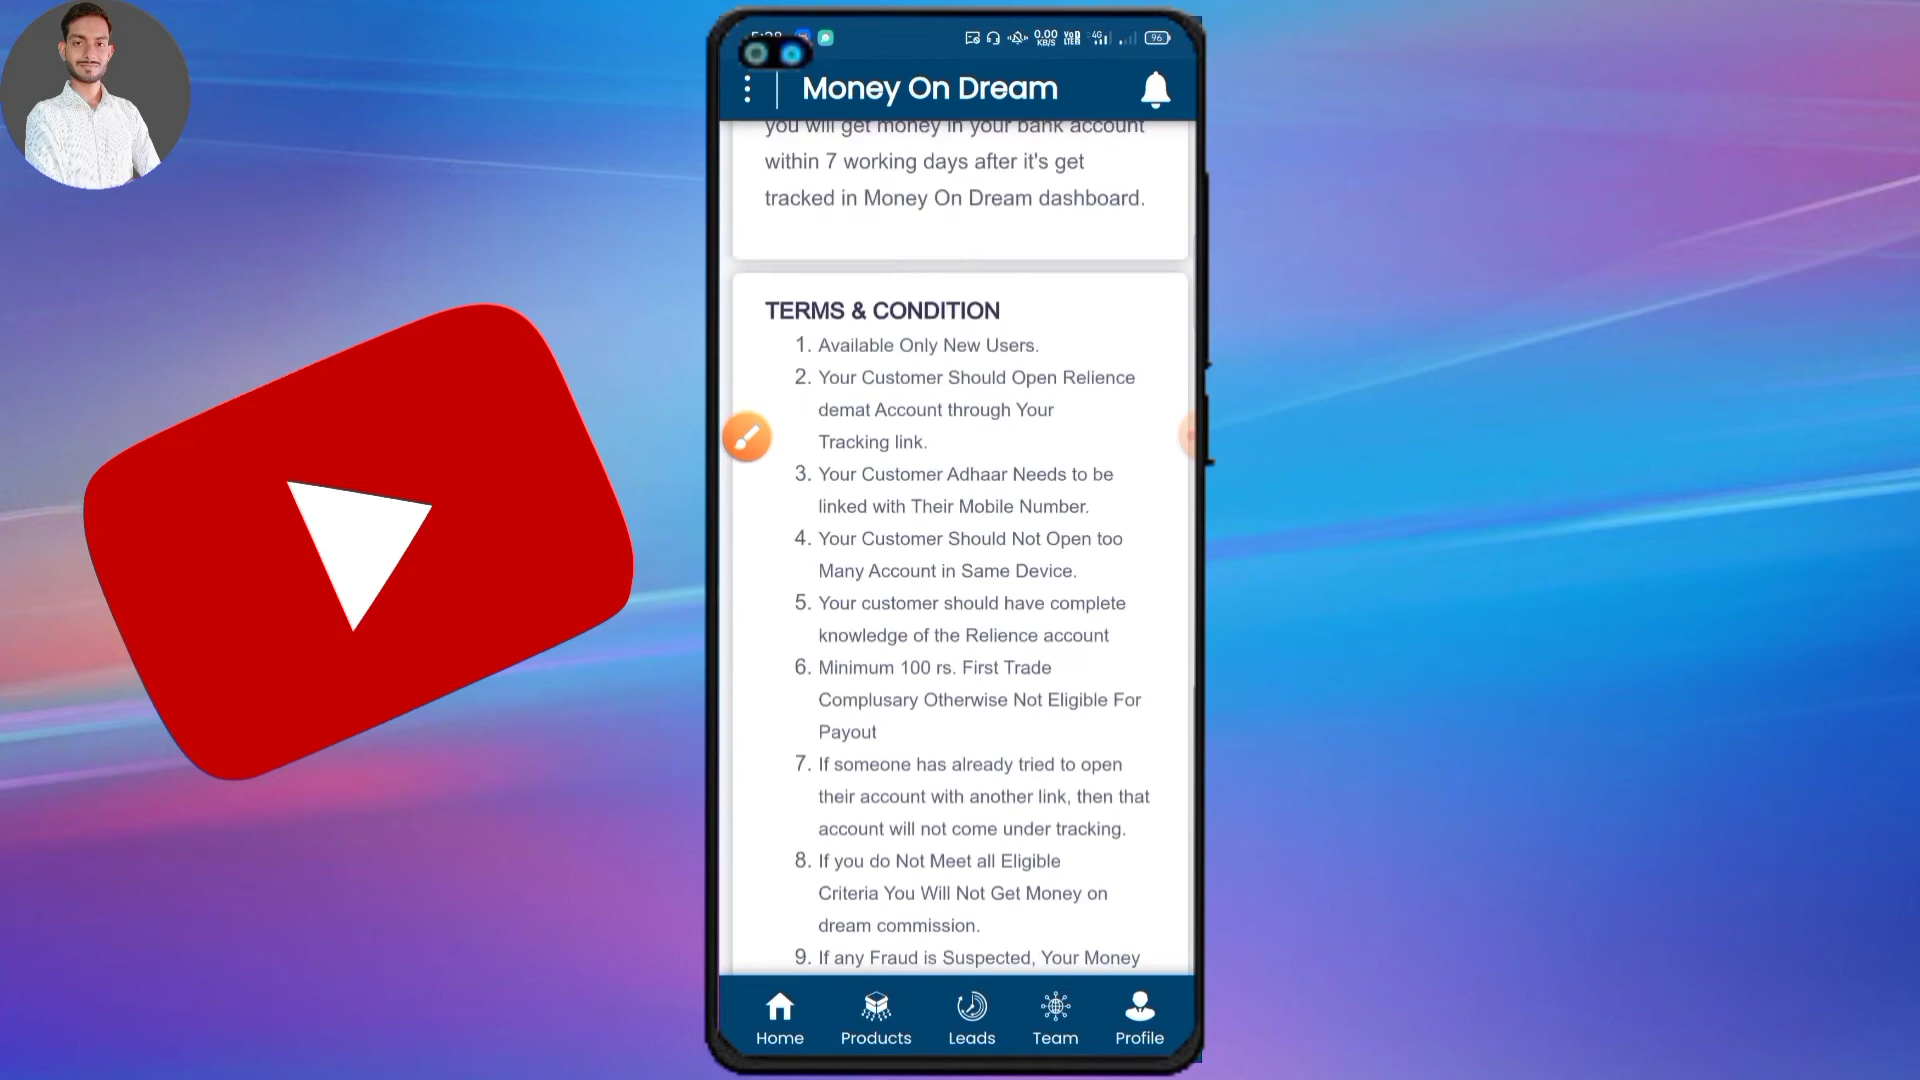 0.00
KB/S
4G
96
Money On Dream
you will get money in your bank account
within 7 working days after it's get
tracked in Money On Dream dashboard.
TERMS & CONDITION
1. Available Only New Users.
2. Your Customer Should Open Relience
demat Account through Your
Tracking link.
3. Your Customer Adhaar Needs to be
linked with Their Mobile Number.
4. Your Customer Should Not Open too
Many Account in Same Device.
5. Your customer should have complete
knowledge of the Relience account
6. Minimum 100 rs. First Trade
Complusary Otherwise Not Eligible For
Payout
7. If someone has already tried to open
their account with another link, then that
account will not come under tracking.
8. If you do Not Meet all Eligible
Criteria You Will Not Get Money on
dream commission.
9. If any Fraud is Suspected, Your Money
Home
Products
Leads
Team
Profile